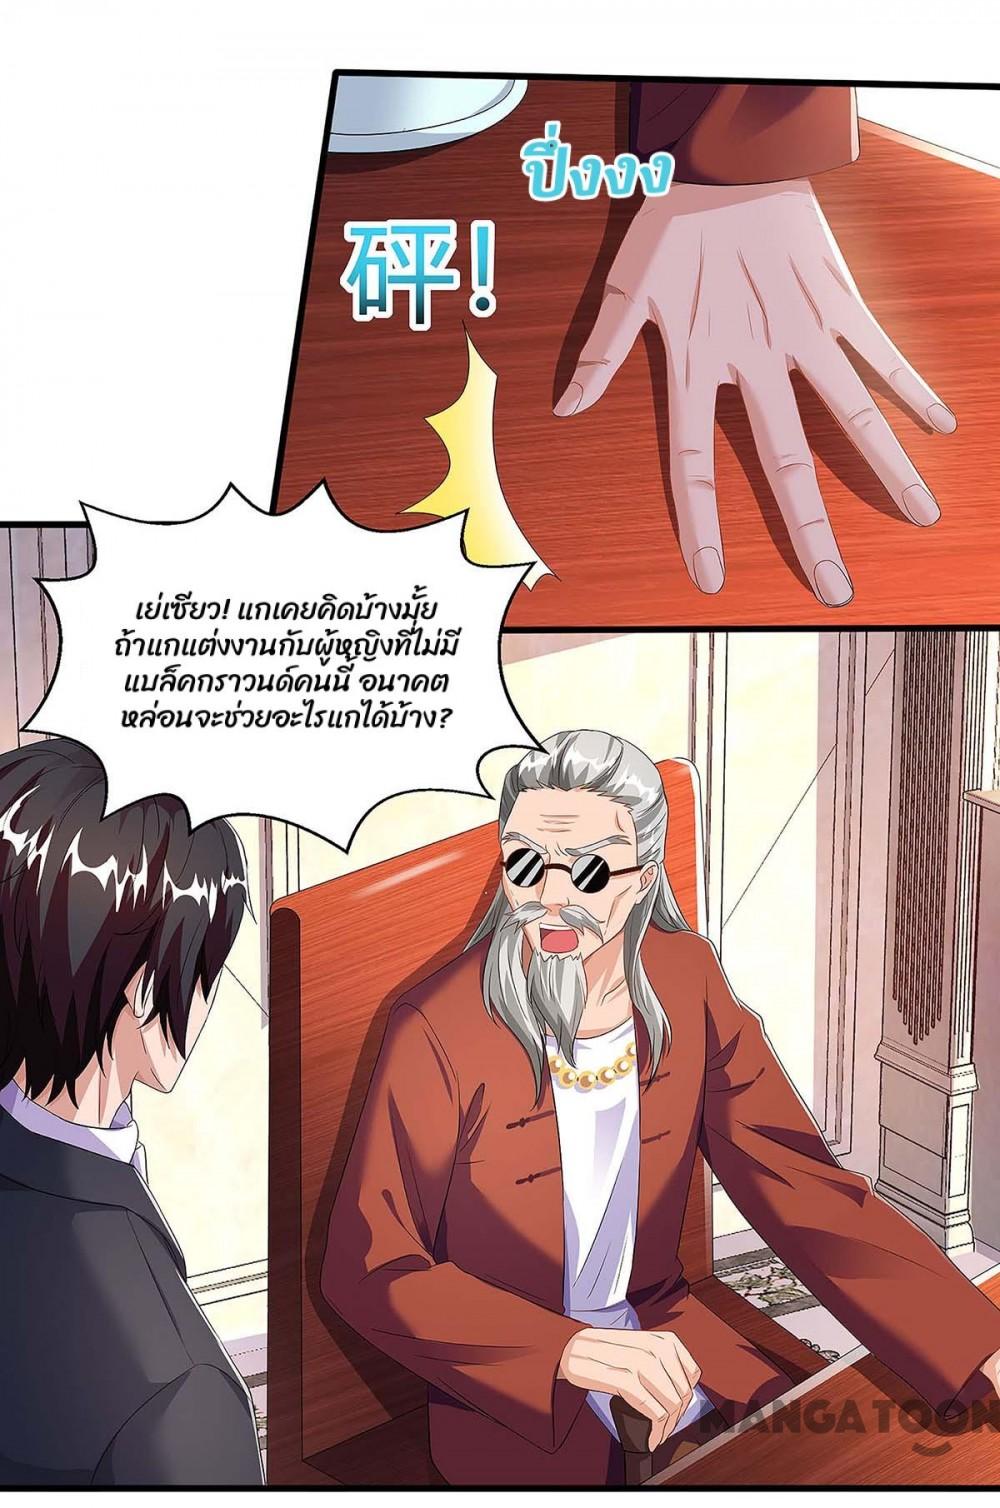 ปึ่งงง
砰!
เย่เซียว! แกเคยคิดบ้างมั้ย
ถ้าแกแต่งงานกับผู้หญิงที่ไม่มี
แบล็คกราวนด์คนนี้ อนาคต
หล่อนจะช่วยอะไรแกได้บ้าง?
MANGATOON